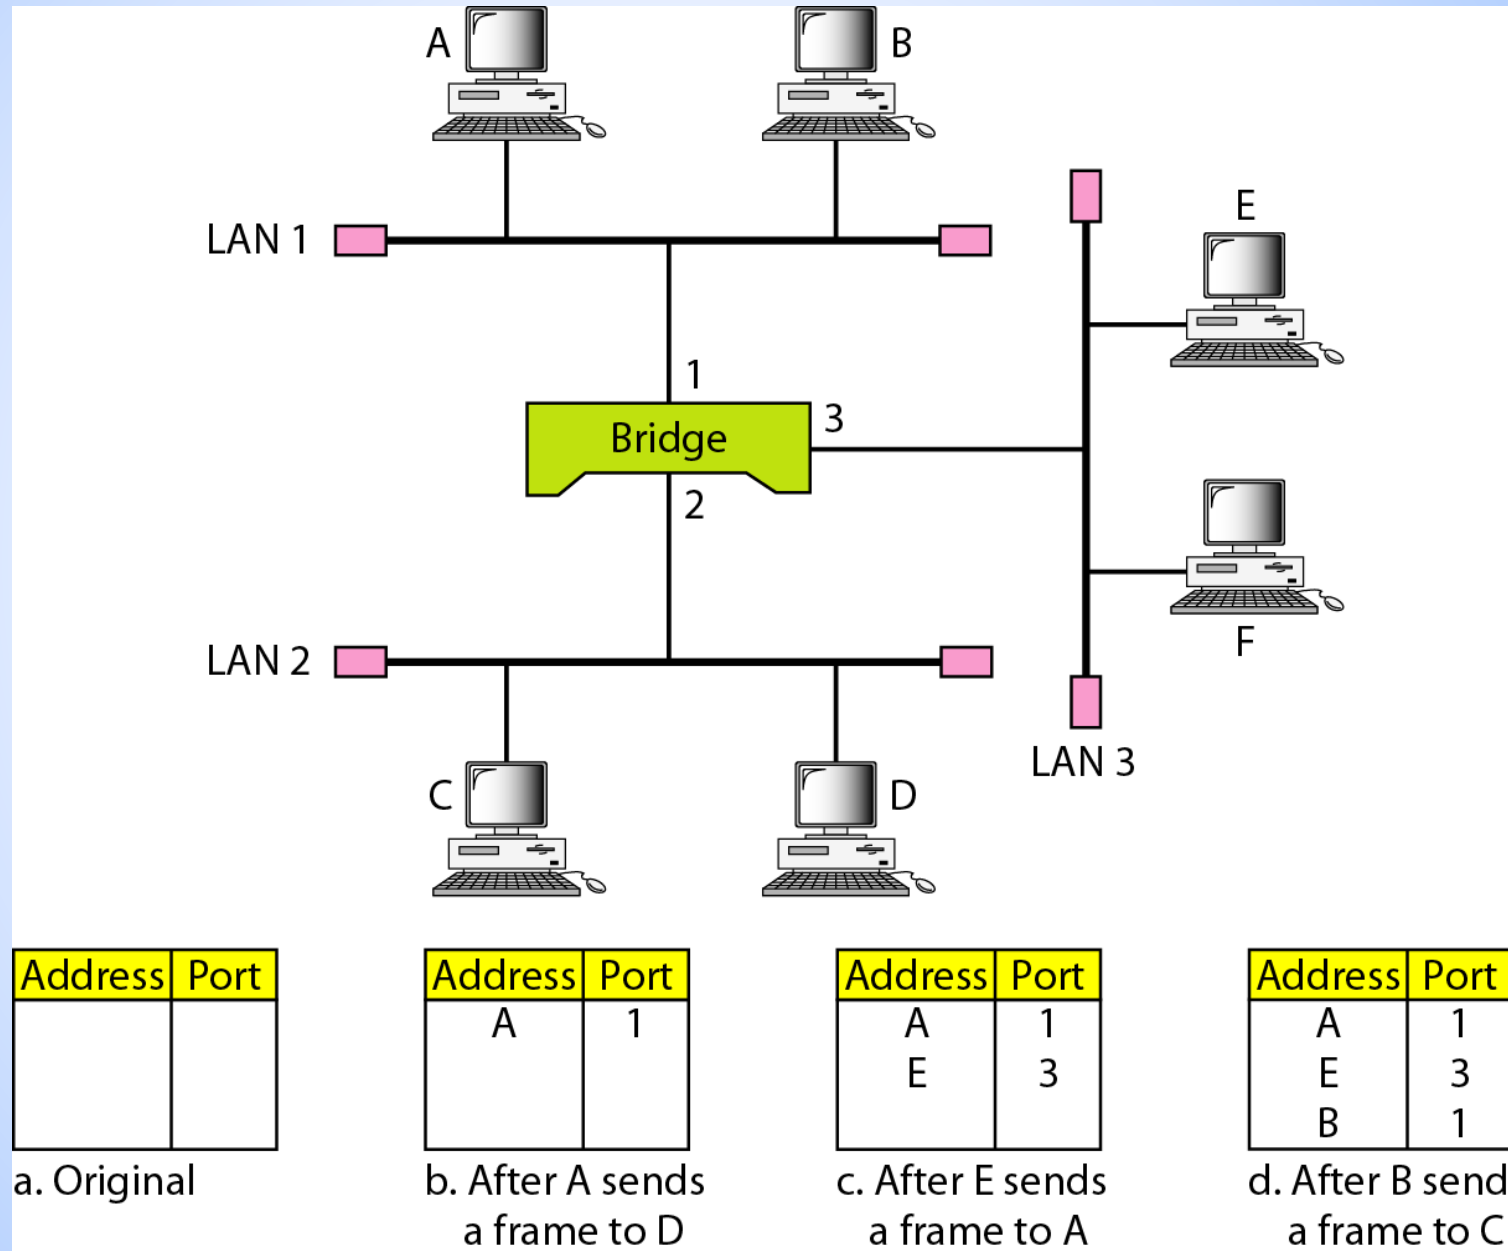 A
B
LAN 1
E
1
Bridge
3
2
F
LAN 2
LAN 3
C
D
Address Port
a. Original
Address Port
A 1
b. After A sends
a frame to D
Address Port
A 1
E 3
c. After E sends
a frame to A
Address Port
A 1
E 3
B 1
d. After B send
a frame to C